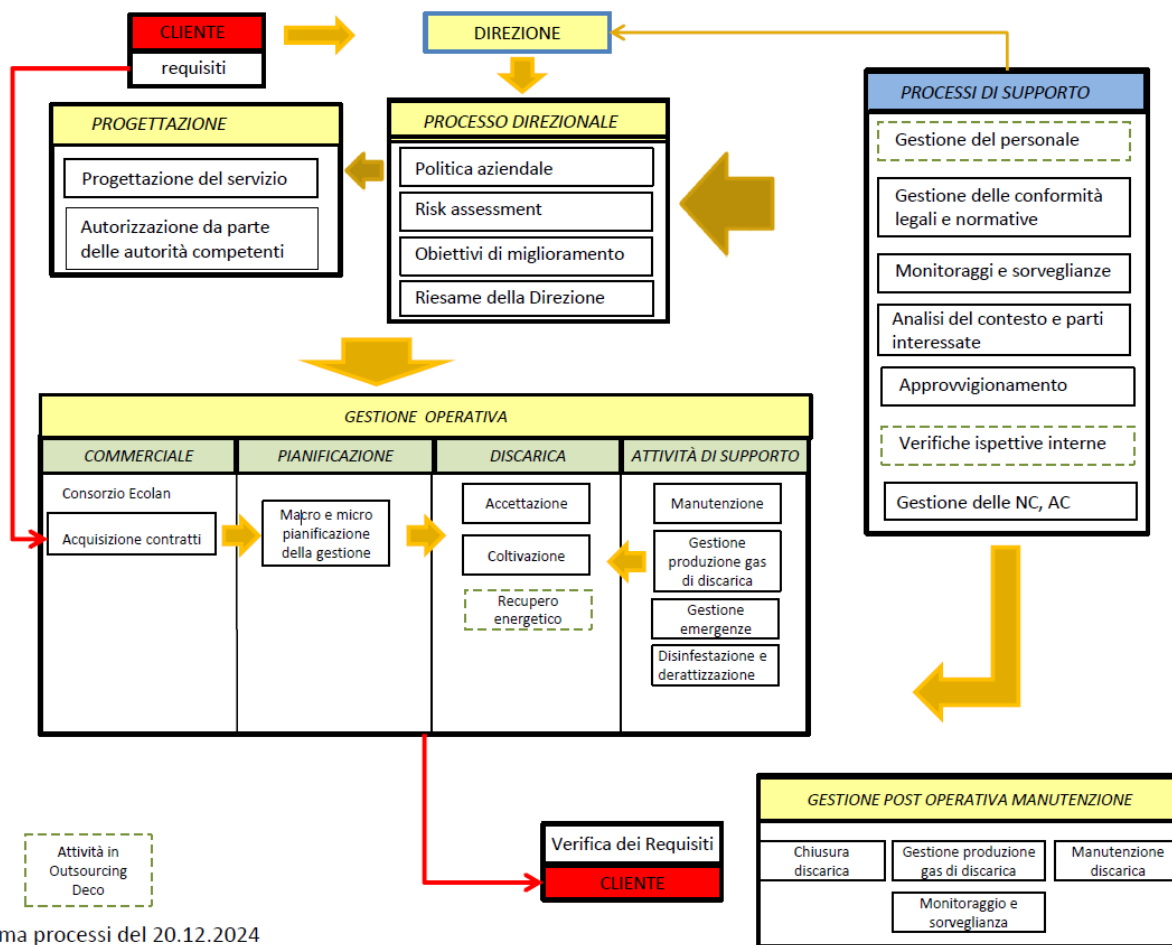 CLIENTE
requisiti
DIREZIONE
PROGETTAZIONE
Progettazione del servizio
Autorizzazione da parte
delle autorità competenti
PROCESSO DIREZIONALE
Politica aziendale
Risk assessment
Obiettivi di miglioramento
Riesame della Direzione
PROCESSI DI SUPPORTO
Gestione del personale
Gestione delle conformità
legali e normative
Monitoraggi e sorveglianze
Analisi del contesto e parti
interessate
Approvvigionamento
Verifiche ispettive interne
Gestione delle NC, AC
GESTIONE OPERATIVA
COMMERCIALE
Consorzio Ecolan
Acquisizione contratti
PIANIFICAZIONE
Macro e micro
pianificazione
della gestione
DISCARICA
Accettazione
Coltivazione
Recupero
energetico
ATTIVITÀ DI SUPPORTO
Manutenzione
Gestione
produzione gas
di discarica
Gestione
emergenze
Disinfestazione e
derattizzazione
GESTIONE POST OPERATIVA MANUTENZIONE
Chiusura
discarica
Gestione produzione
gas di discarica
Manutenzione
discarica
Monitoraggio e
sorveglianza
Verifica dei Requisiti
CLIENTE
Attività in
Outsourcing
Deco
ma processi del 20.12.2024